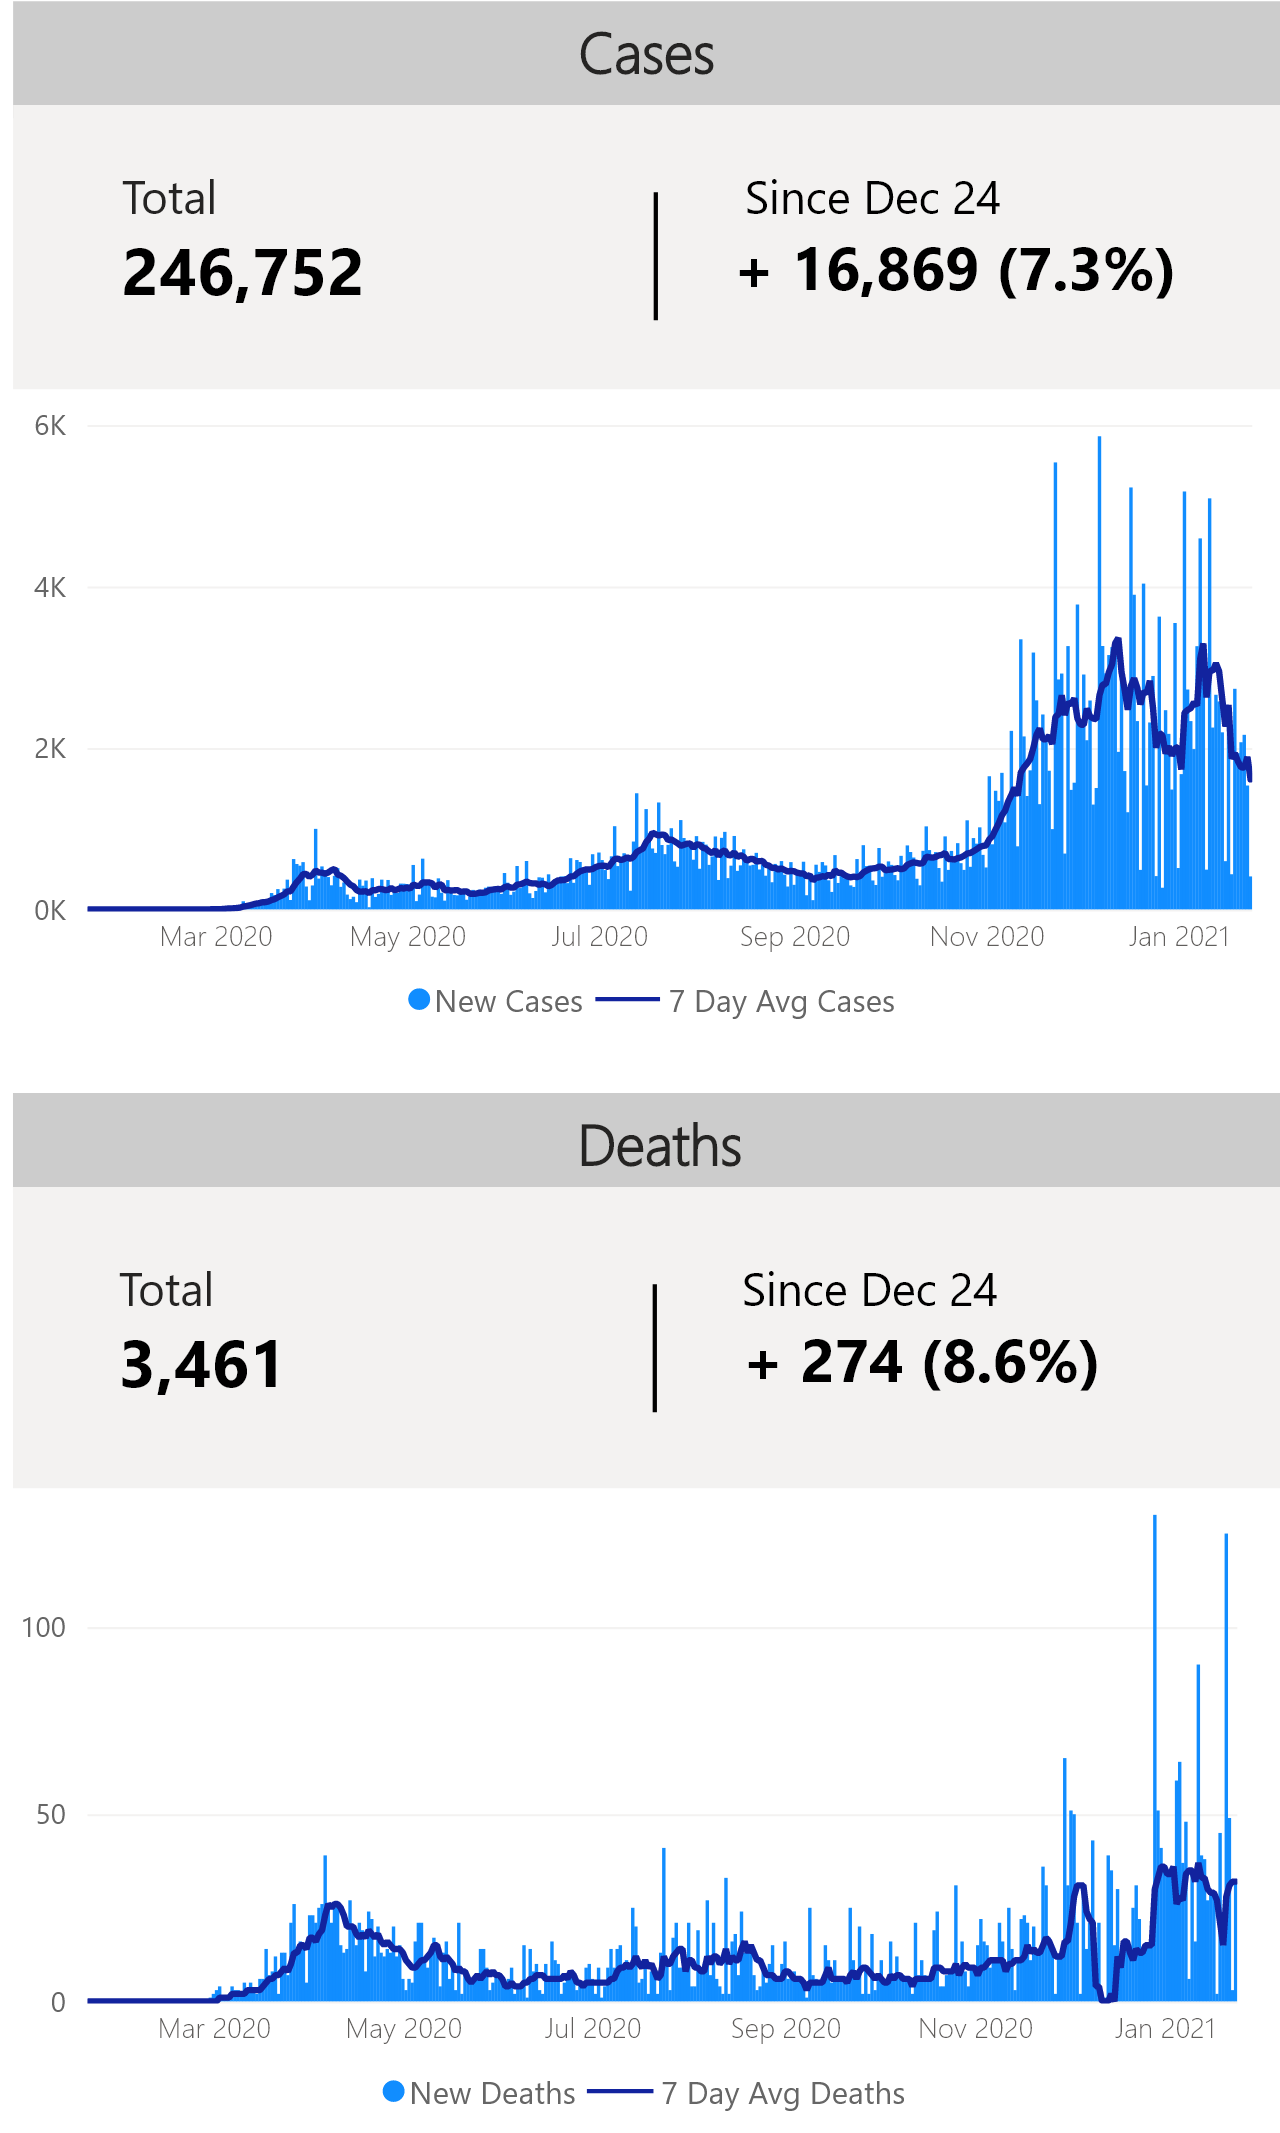 Cases
Total
Since Dec 24
246,752
+ 16,869 (7.3%)
6K
4K
2K
0K
Mar 2020
May 2020
Jul 2020
Sep 2020
Nov 2020
Jan 2021
New Cases
7 Day Avg Cases
Deaths
Total
Since Dec 24
3,461
+ 274 (8.6%)
100
50
0
Mar 2020
May 2020
Jul 2020
Sep 2020
Nov 2020
Jan 2021
New Deaths
7 Day Avg Deaths